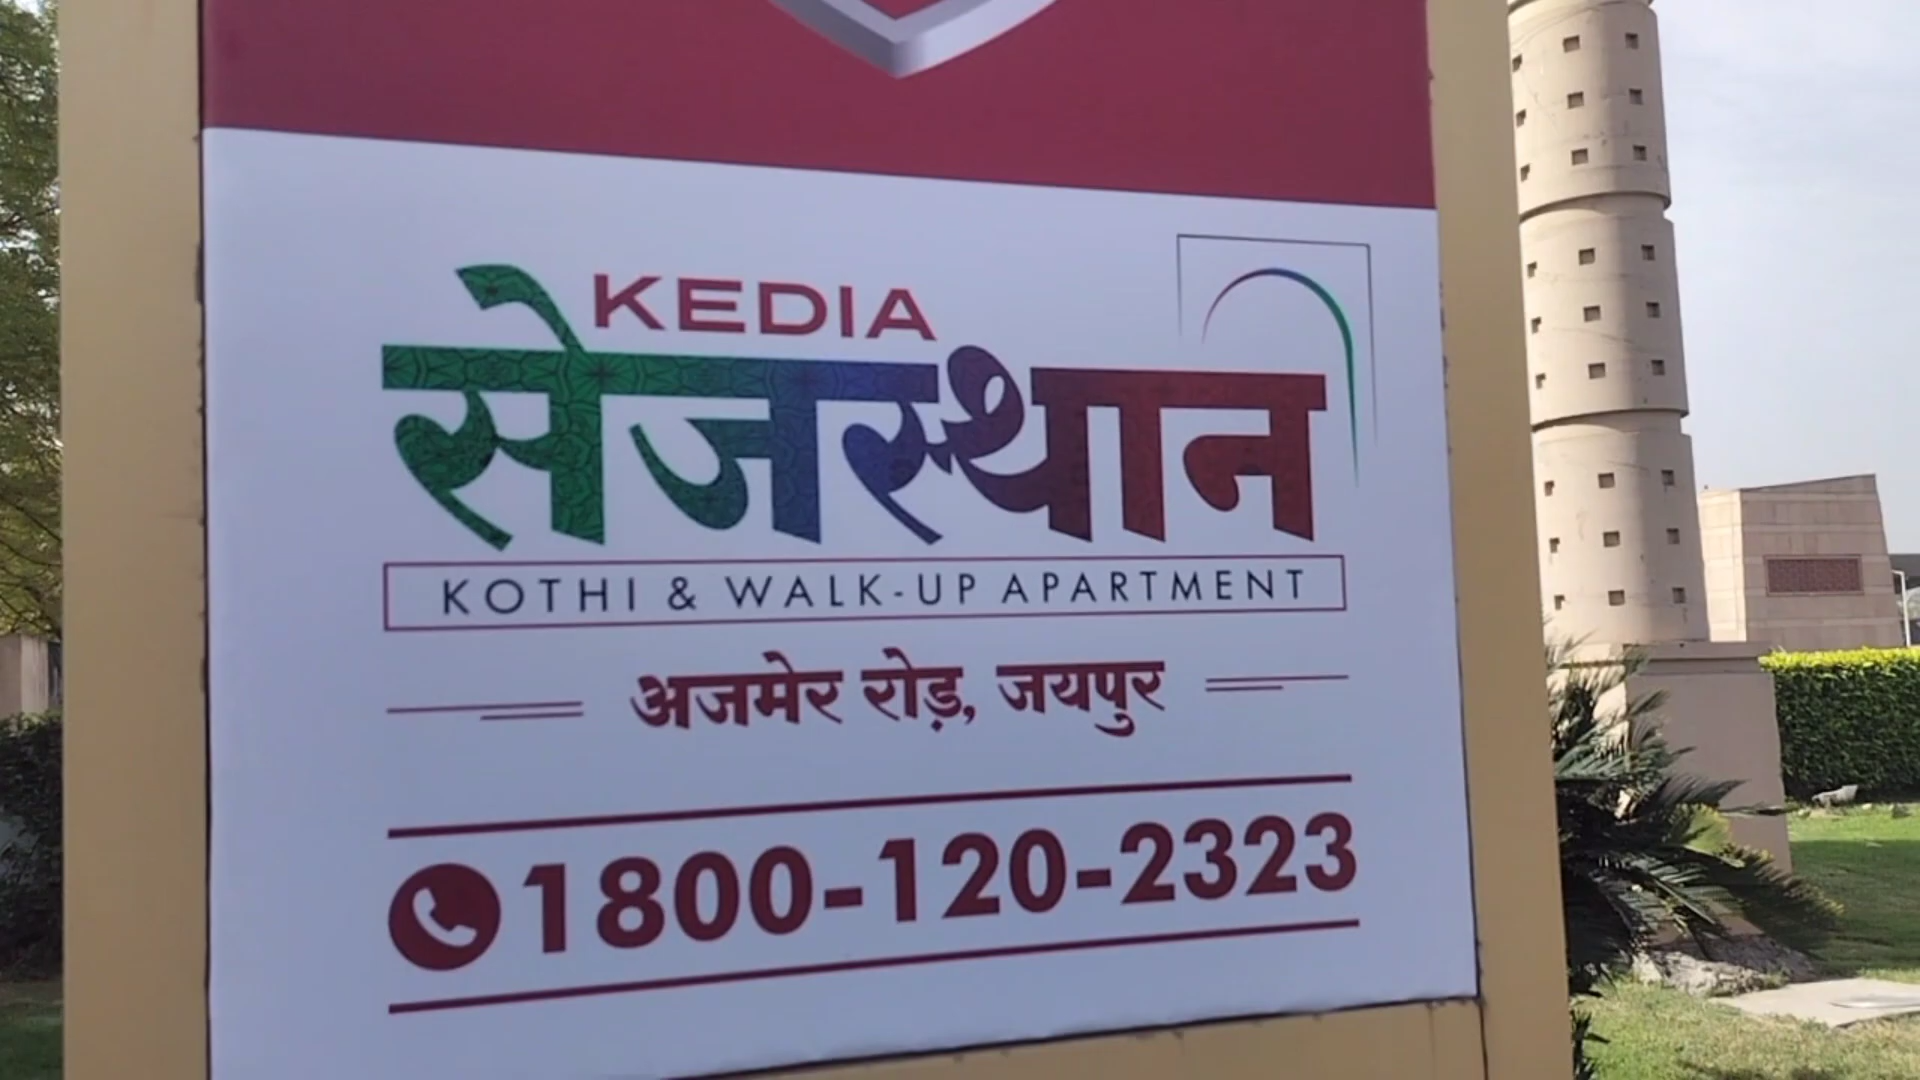 KEDIA
सेजस्थान
KOTHI & WALK-UP APARTMENT
अजमेर रोड़, जयपुर
1800-120-2323